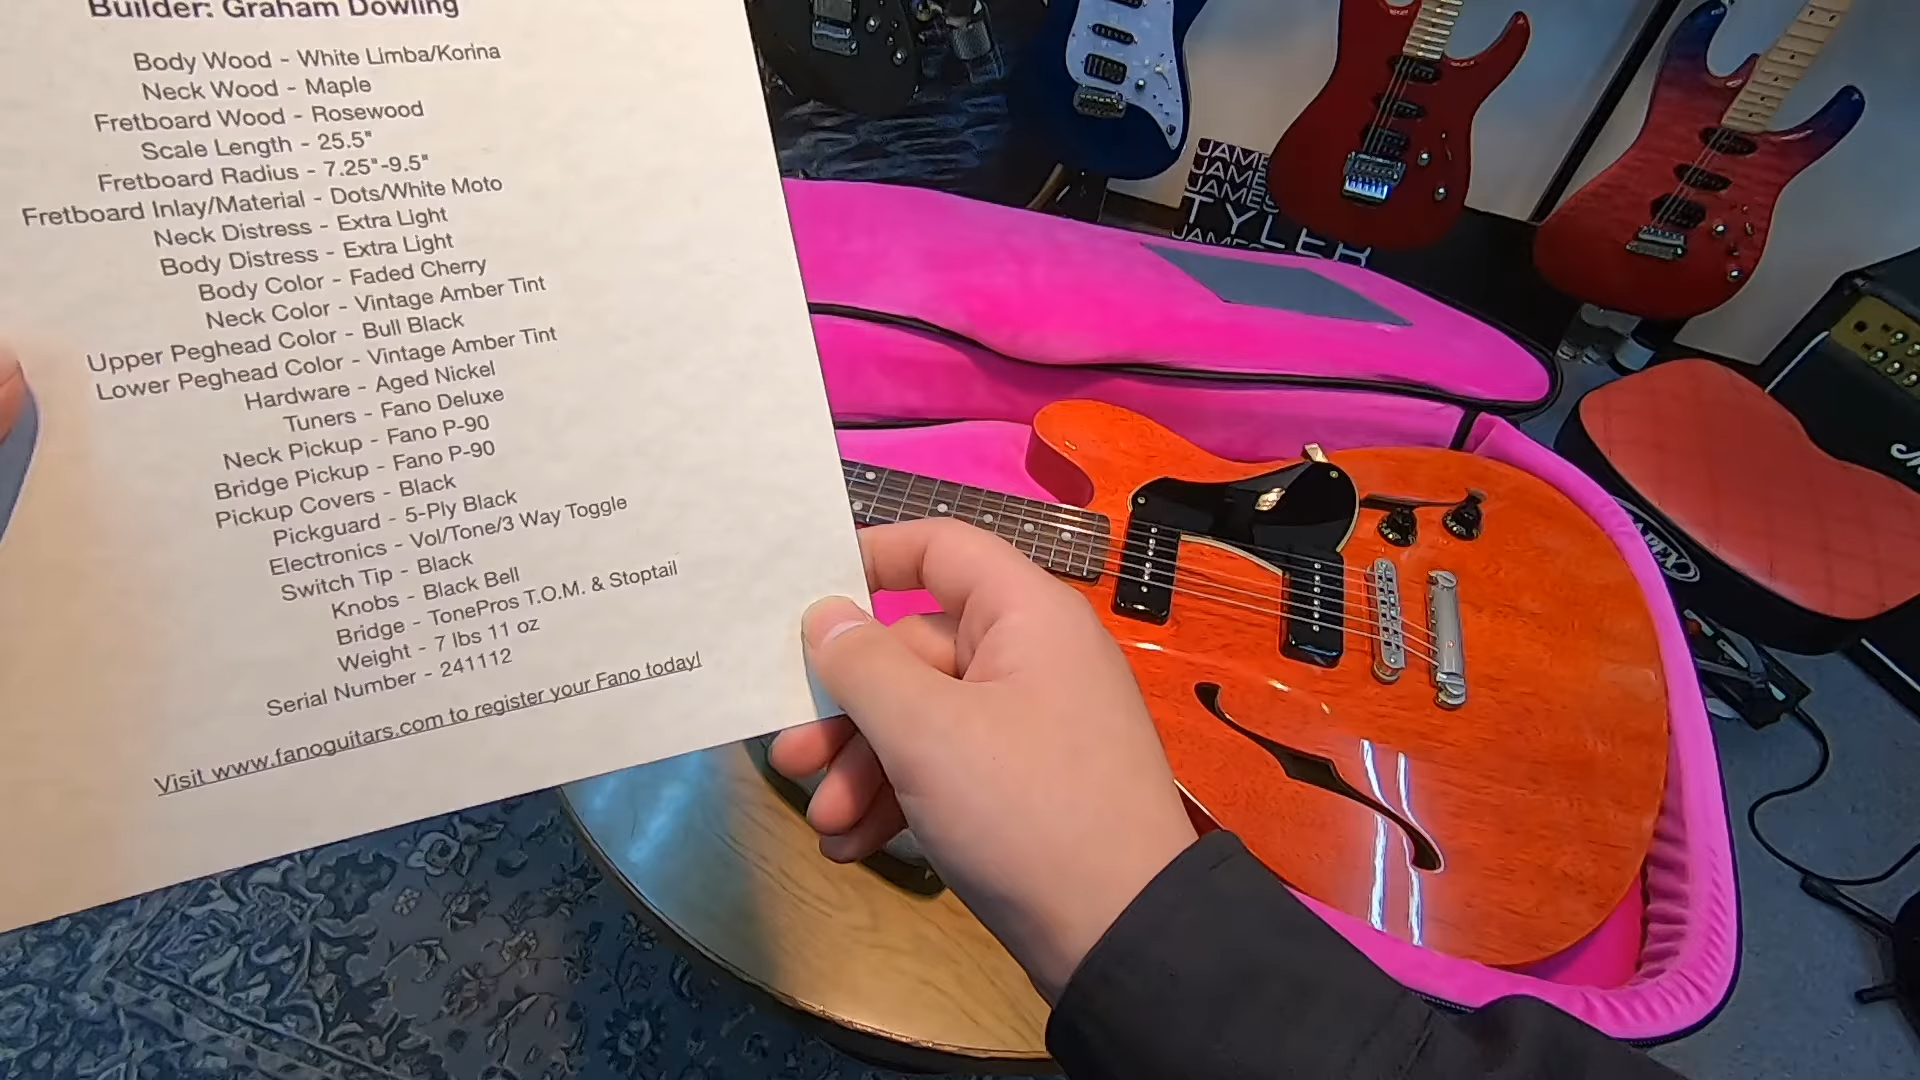 Builder: Graham Dowling
Body Wood - White Limba/Korina
Neck Wood - Maple
Fretboard Wood - Rosewood
Scale Length - 25.5"
Fretboard Radius - 7.25"-9.5"
Fretboard Inlay/Material - Dots/White Moto
Neck Distress - Extra Light
Body Distress - Extra Light
Body Color - Faded Cherry
Neck Color - Vintage Amber Tint
Upper Peghead Color - Bull Black
Lower Peghead Color - Vintage Amber Tint
Hardware - Aged Nickel
Tuners - Fano Deluxe
Neck Pickup - Fano P-90
Bridge Pickup - Fano P-90
Pickup Covers - Black
Pickguard - 5-Ply Black
Electronics - Vol/Tone/3 Way Toggle
Switch Tip - Black
Knobs - Black Bell
Bridge - TonePros T.O.M. & Stoptail
Weight - 7 lbs 11 oz
Serial Number - 241112
Visit www.fanoguitars.com to register your Fano today!
JAME
JAMES
JAMES
TYLER
JAMES